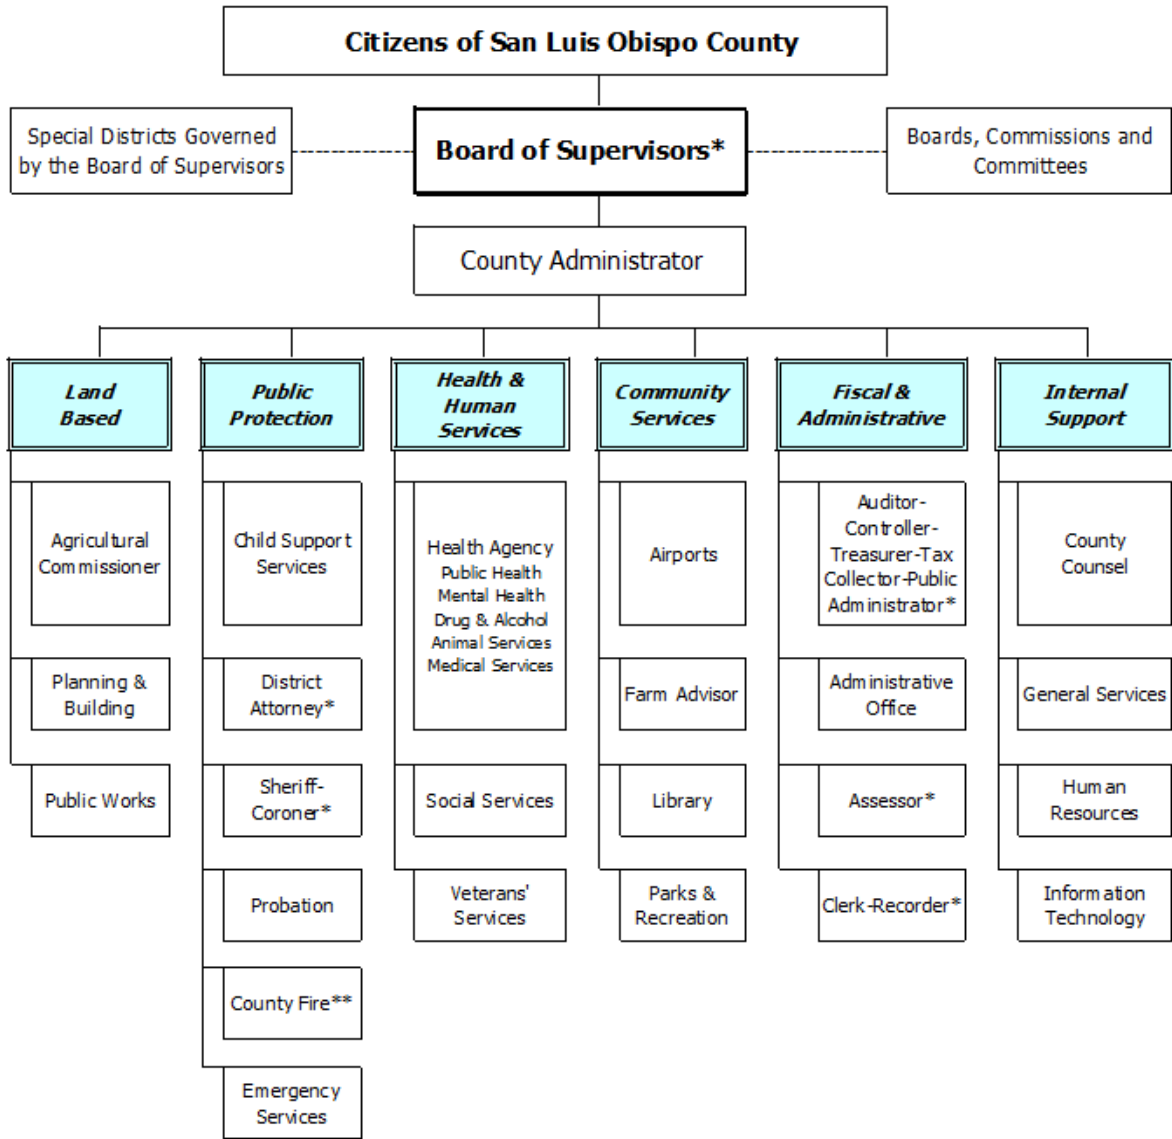 Citizens of San Luis Obispo County
Special Districts Governed
by the Board of Supervisors
Board of Supervisors*
Boards, Commissions and
Committees
County Administrator
Land
Based
Public
Protection
Health &
Human
Services
Community
Services
Fiscal &
Administrative
Internal
Support
Agricultural
Commissioner
Child Support
Services
Health Agency
Public Health
Mental Health
Drug & Alcohol
Animal Services
Medical Services
Airports
Auditor-
Controller-
Treasurer-Tax
Collector-Public
Administrator*
County
Counsel
Planning &
Building
District
Attorney*
Farm Advisor
Administrative
Office
General Services
Public Works
Sheriff-
Coroner*
Social Services
Library
Assessor*
Human
Resources
Probation
Veterans'
Services
Parks &
Recreation
Clerk-Recorder*
Information
Technology
County Fire**
Emergency
Services